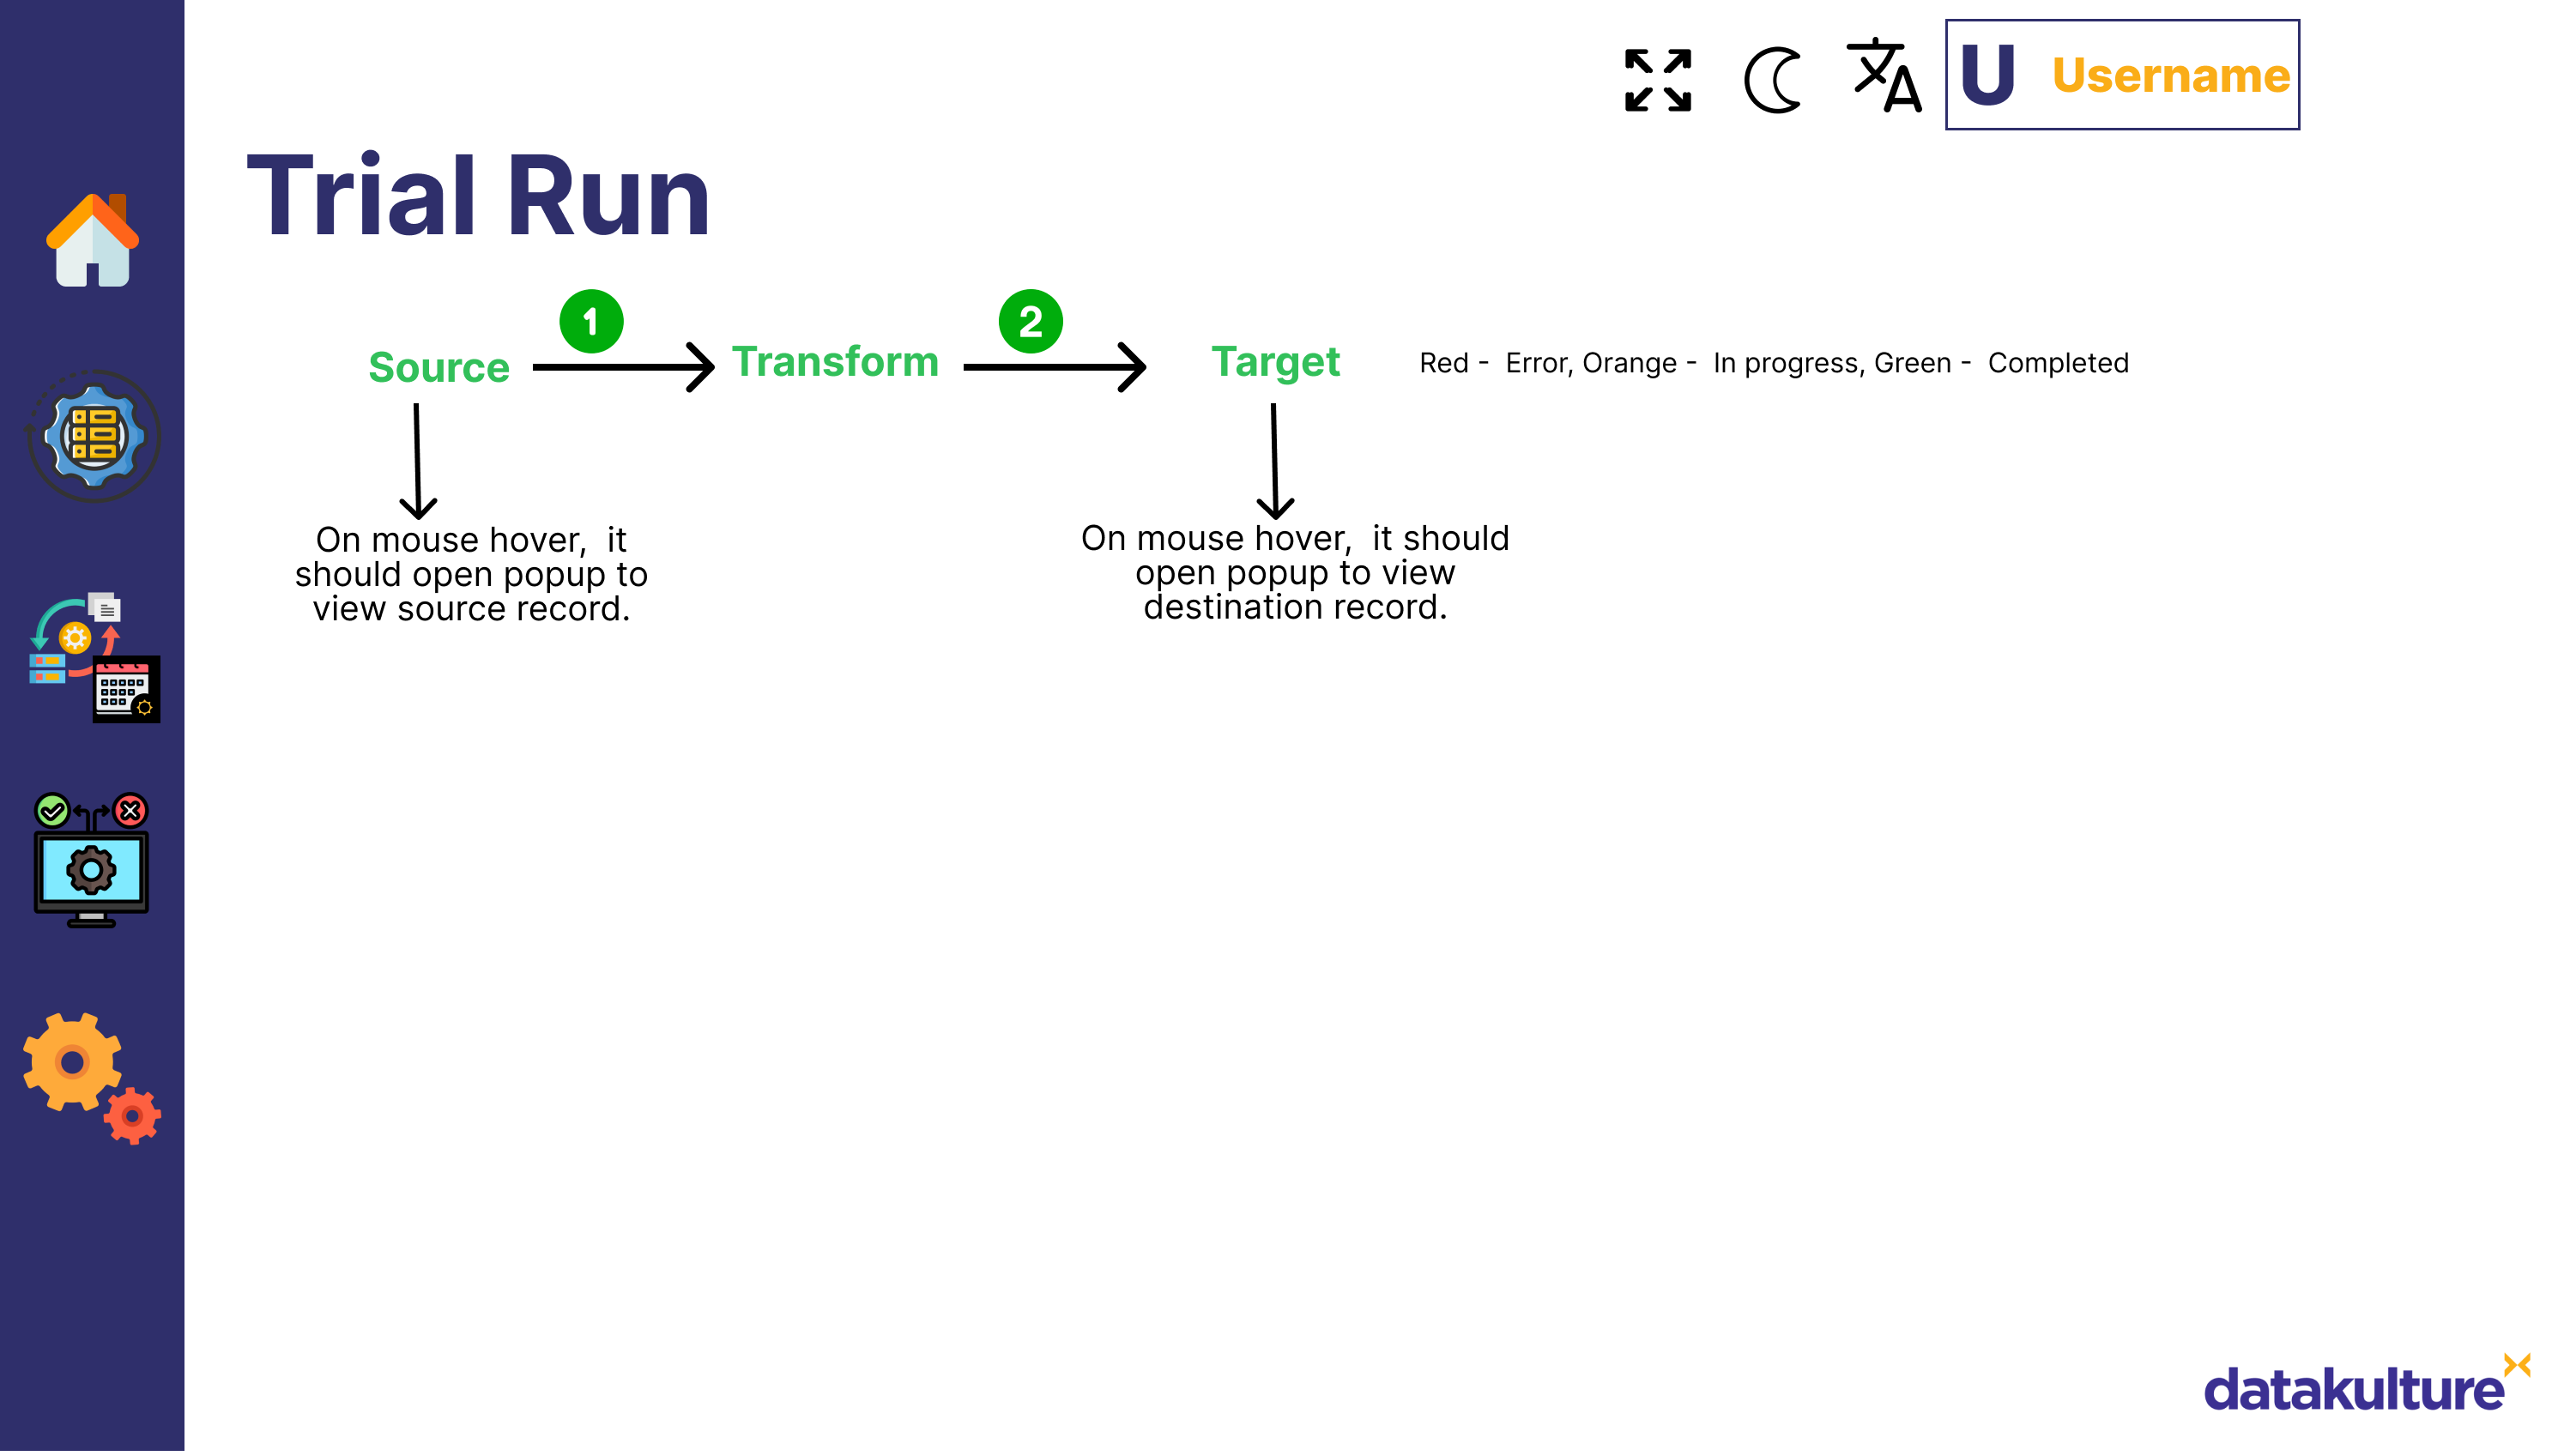 U Username
Trial Run
1 2
Source Transform Target Red - Error, Orange - In progress, Green - Completed
On mouse hover, it
should open popup to
view source record.
On mouse hover, it should
open popup to view
destination record.
datakulture